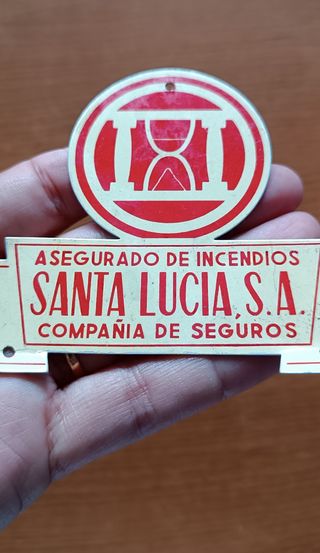 ASEGURADO DE INCENDIOS
SANTA LUCIA, S.A.
COMPAÑIA DE SEGUROS